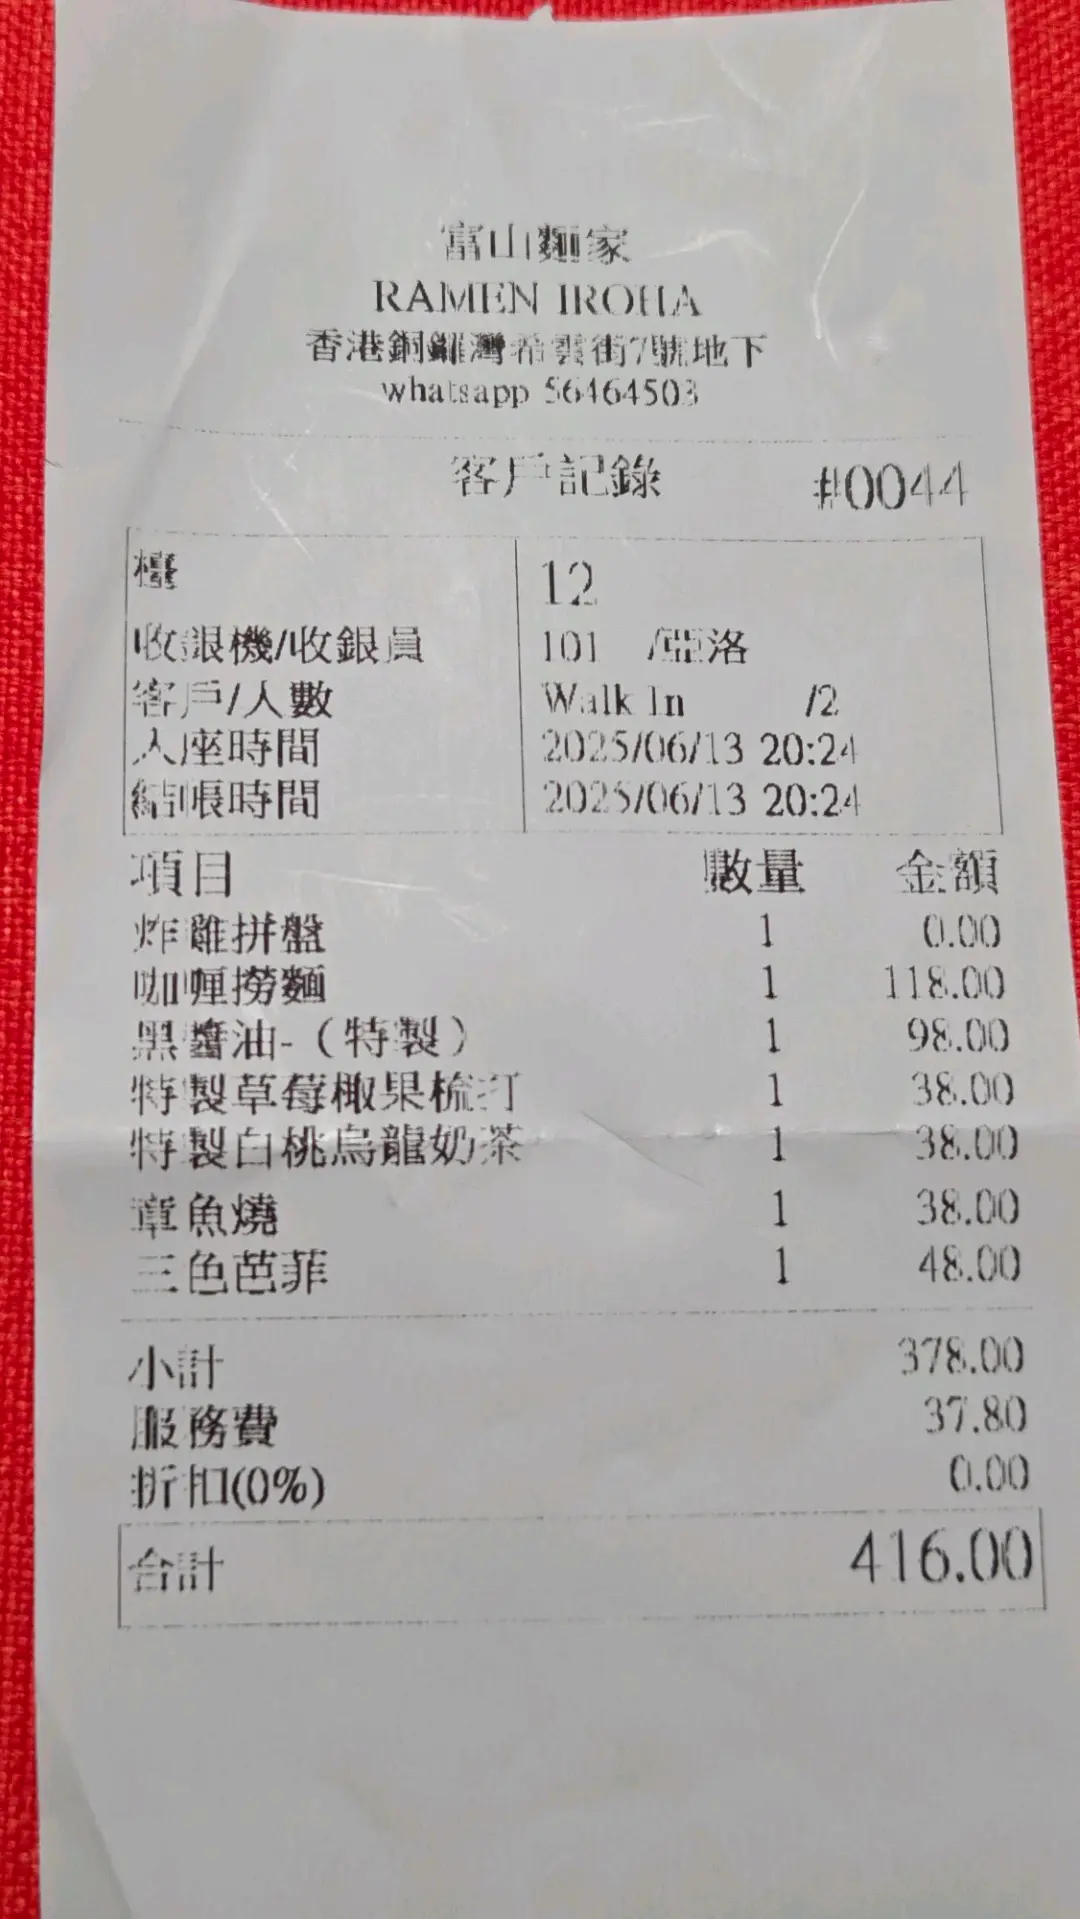 富山麵家
RAMEN IROHA
香港銅鑼灣希雲街7號地下
whatsapp 56464503
客戶記錄 #0044
檯 12
收銀機/收銀員 101 /亞洛
客戶/人數 Walk In /2
入座時間 2025/06/13 20:24
結帳時間 2025/06/13 20:24
項目 數量 金額
炸雞拼盤 1 0.00
咖喱撈麵 1 118.00
黑醬油-（特製） 1 98.00
特製草莓椰果梳打 1 38.00
特製白桃烏龍奶茶 1 38.00
章魚燒 1 38.00
三色芭菲 1 48.00
小計 378.00
服務費 37.80
折扣(0%) 0.00
合計 416.00